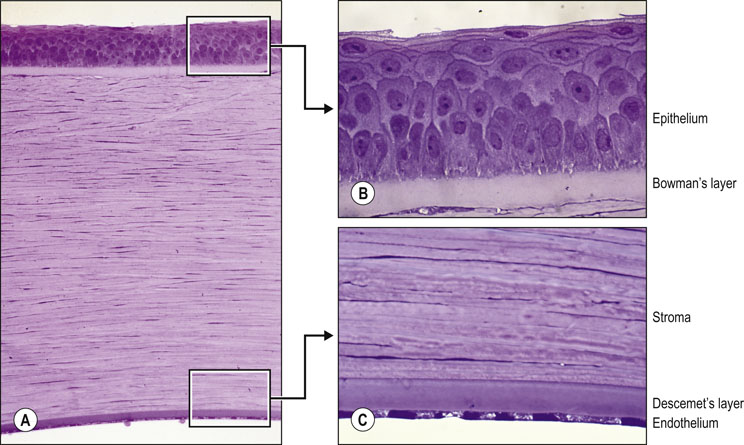 A
B
Epithelium
Bowman's layer
C
Stroma
Descemet's layer
Endothelium